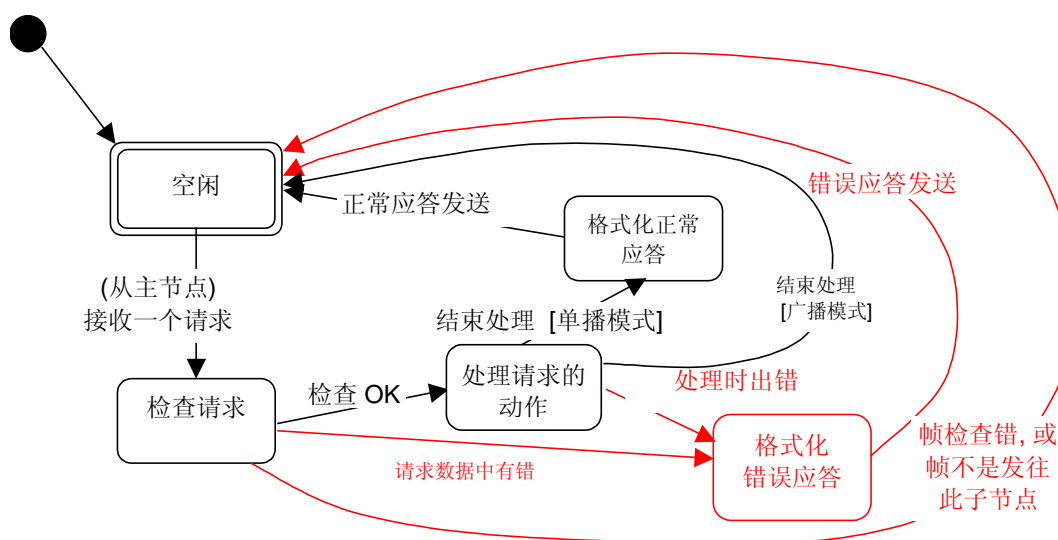 空闲
错误应答发送
正常应答发送
格式化正常
应答
(从主节点)
接收一个请求
结束处理 [单播模式]
结束处理
[广播模式]
检查请求
检查 OK
处理请求的
动作
处理时出错
请求数据中有错
格式化
错误应答
帧检查错, 或
帧不是发往
此子节点